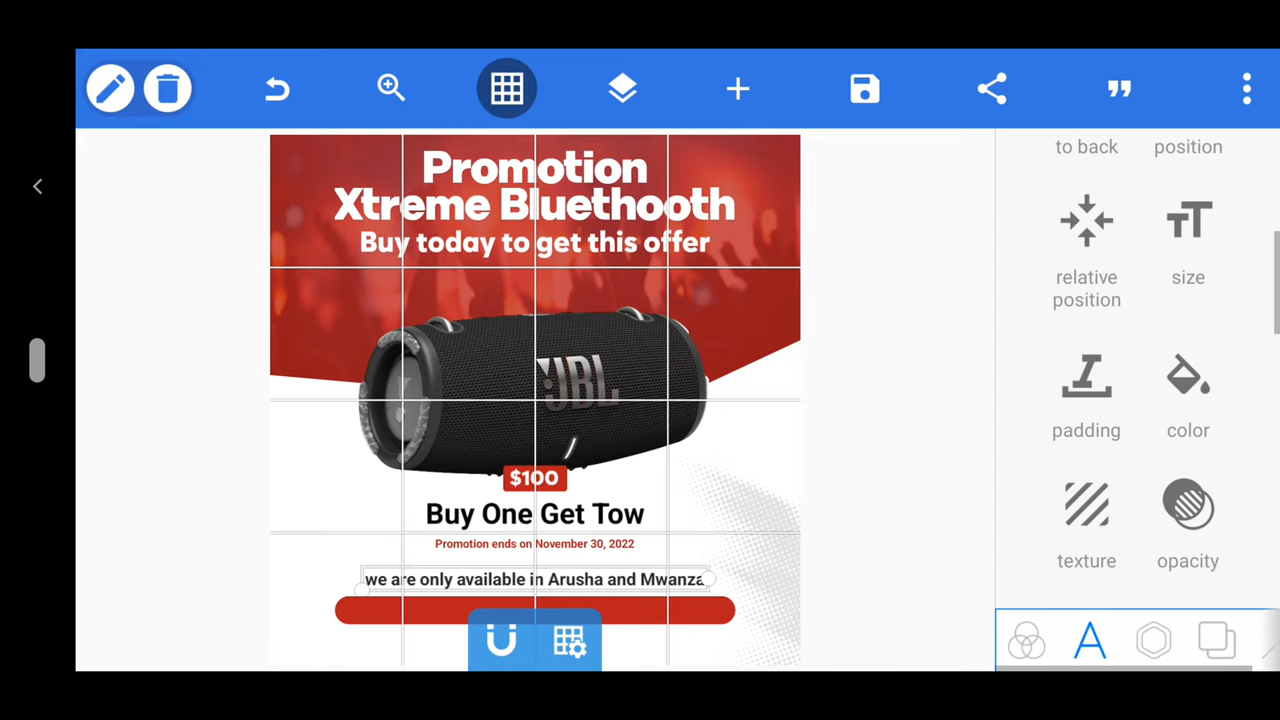 to back
position
Promotion
Xtreme Bluethooth
Buy today to get this offer
relative
position
size
JBL
padding
color
$100
Buy One Get Tow
Promotion ends on November 30, 2022
we are only available in Arusha and Mwanza
texture
opacity